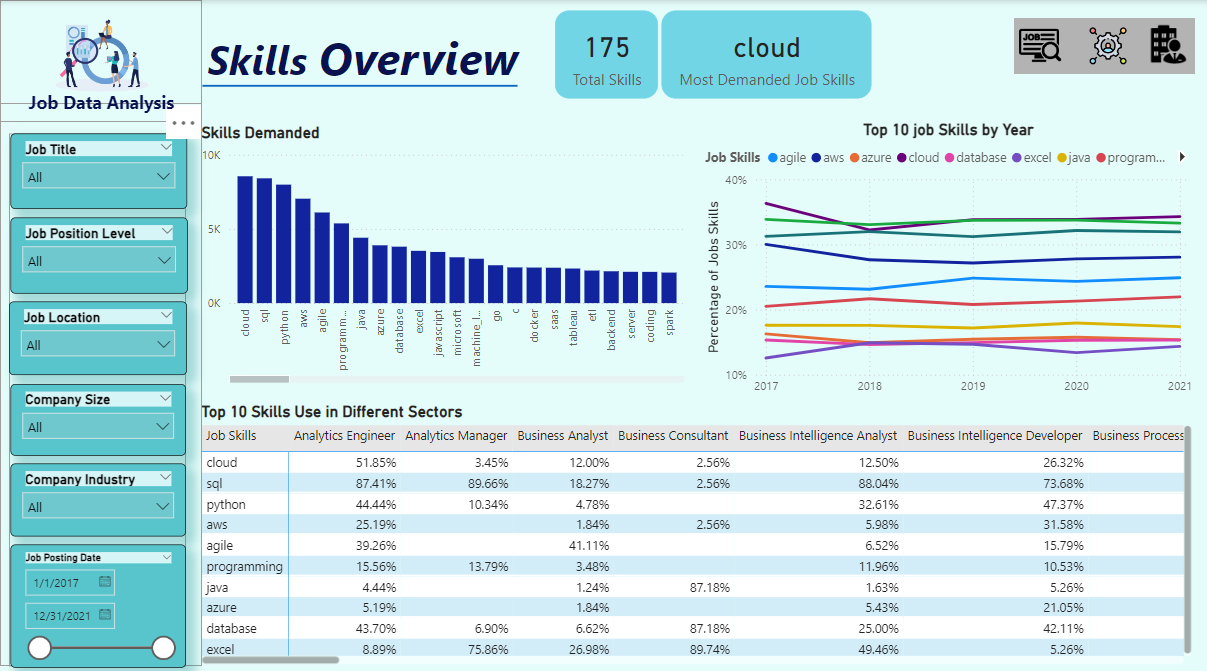 Job Data Analysis
Skills Overview
175
Total Skills
cloud
Most Demanded Job Skills
JOB
Job Title
All
Job Position Level
All
Job Location
All
Company Size
All
Company Industry
All
Job Posting Date
1/1/2017
12/31/2021
Skills Demanded
10K
5K
0K
cloud
sql
python
aws
agile
programm...
java
azure
database
excel
javascript
microsoft
machine_l...
go
c
docker
saas
tableau
etl
backend
server
coding
spark
Top 10 job Skills by Year
Job Skills agile aws azure cloud database excel java program...
Percentage of Jobs Skills
40%
30%
20%
10%
2017 2018 2019 2020 2021
Top 10 Skills Use in Different Sectors
Job Skills Analytics Engineer Analytics Manager Business Analyst Business Consultant Business Intelligence Analyst Business Intelligence Developer Business Process
cloud 51.85% 3.45% 12.00% 2.56% 12.50% 26.32%
sql 87.41% 89.66% 18.27% 2.56% 88.04% 73.68%
python 44.44% 10.34% 4.78% 32.61% 47.37%
aws 25.19% 1.84% 2.56% 5.98% 31.58%
agile 39.26% 41.11% 6.52% 15.79%
programming 15.56% 13.79% 3.48% 11.96% 10.53%
java 4.44% 1.24% 87.18% 1.63% 5.26%
azure 5.19% 1.84% 5.43% 21.05%
database 43.70% 6.90% 6.62% 87.18% 25.00% 42.11%
excel 8.89% 75.86% 26.98% 89.74% 49.46% 5.26%